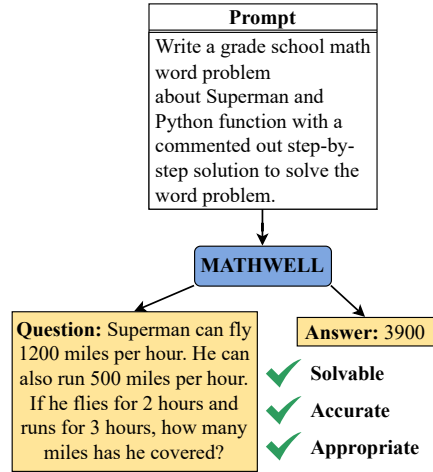 Prompt
Write a grade school math
word problem
about Superman and
Python function with a
commented out step-by-
step solution to solve the
word problem.
MATHWELL
Question: Superman can fly
1200 miles per hour. He can
also run 500 miles per hour.
If he flies for 2 hours and
runs for 3 hours, how many
miles has he covered?
Answer: 3900
Solvable
Accurate
Appropriate